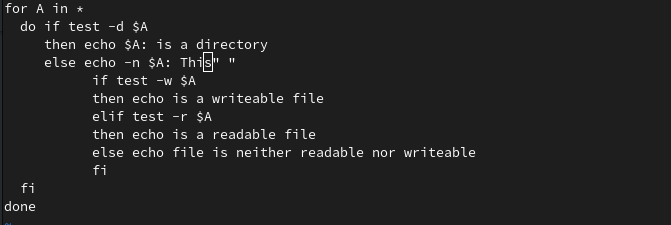 for A in *
  do if test -d $A
     then echo $A: is a directory
     else echo -n $A: This" "
           if test -w $A
           then echo is a writeable file
           elif test -r $A
           then echo is a readable file
           else echo file is neither readable nor writeable
           fi
  fi
done
~